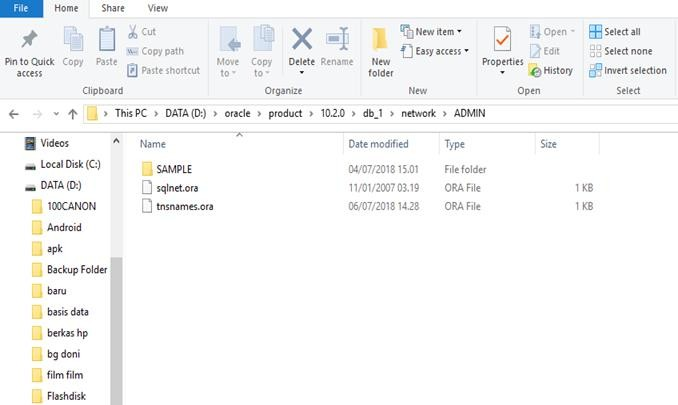 File Home Share View
Pin to Quick access
Copy
Paste
Cut
Copy path
Paste shortcut
Clipboard
Move to
Copy to
Delete
Rename
Organize
New folder
New item
Easy access
New
Properties
Open
Edit
History
Open
Select all
Select none
Invert selection
Select
This PC DATA (D:) oracle product 10.2.0 db_1 network ADMIN
Name Date modified Type Size
SAMPLE 04/07/2018 15.01 File folder
sqlnet.ora 11/01/2007 03.19 ORA File 1 KB
tnsnames.ora 06/07/2018 14.28 ORA File 1 KB
Videos
Local Disk (C:)
DATA (D:)
100CANON
Android
apk
Backup Folder
baru
basis data
berkas hp
bg doni
film film
Flashdisk